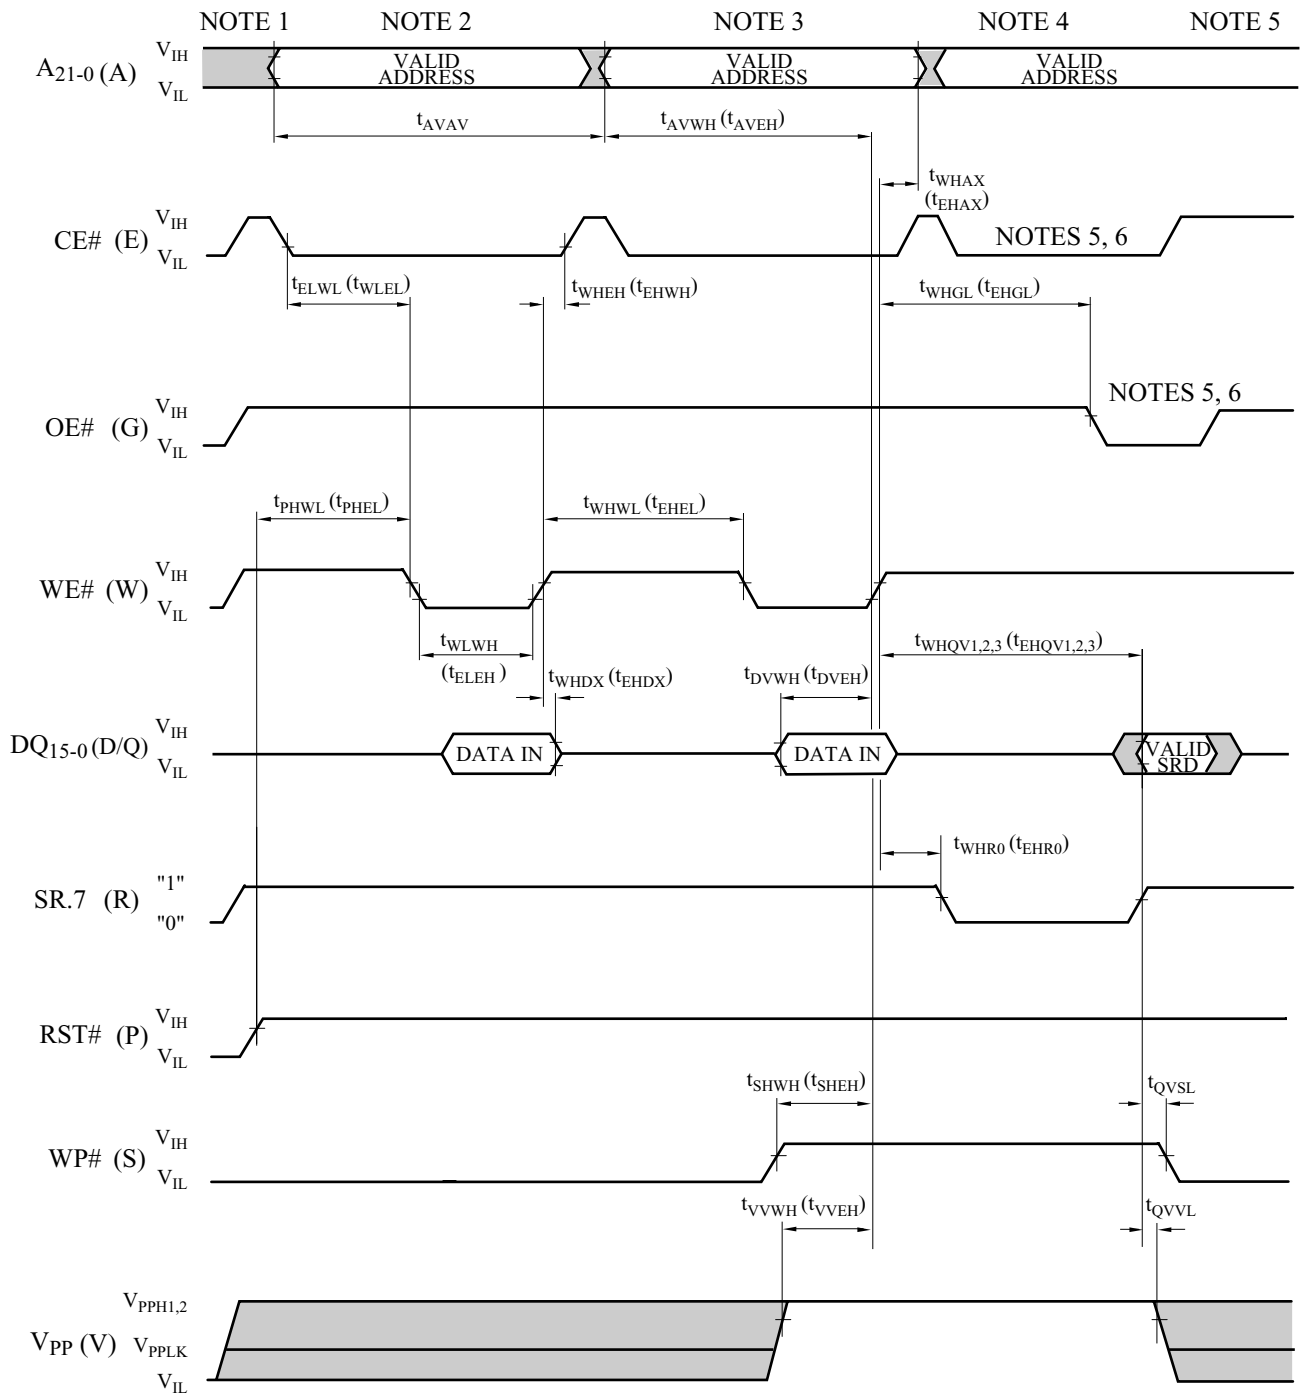 NOTE 1 NOTE 2 NOTE 3 NOTE 4 NOTE 5
A21-0 (A) VIH VIL
VALID ADDRESS
VALID ADDRESS
VALID ADDRESS
tAVAV
tAVWH (tAVEH)
tWHAX
(tEHAX)
CE# (E) VIH VIL
NOTES 5, 6
tELWL (tWLEL)
tWHEH (tEHWH)
tWHGL (tEHGL)
OE# (G) VIH VIL
NOTES 5, 6
tPHWL (tPHEL)
tWHWL (tEHEL)
WE# (W) VIH VIL
tWLWH
(tELEH )
tWHDX (tEHDX)
tDVWH (tDVEH)
tWHQV1,2,3 (tEHQV1,2,3)
DQ15-0 (D/Q) VIH VIL
DATA IN
DATA IN
VALID SRD
tWHR0 (tEHR0)
SR.7 (R) "1" "0"
RST# (P) VIH VIL
tSHWH (tSHEH)
tQVSL
WP# (S) VIH VIL
tVVWH (tVVEH)
tQVVL
VPP (V) VPPH1,2 VPPLK VIL